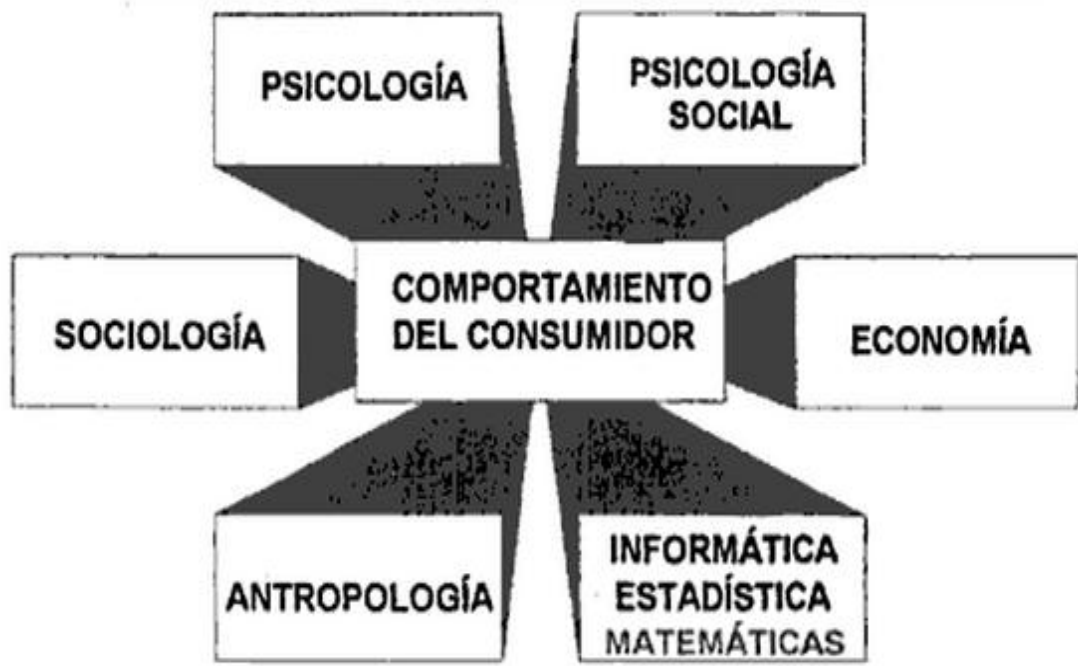 PSICOLOGÍA
PSICOLOGÍA
SOCIAL
COMPORTAMIENTO
DEL CONSUMIDOR
SOCIOLOGÍA
ECONOMÍA
ANTROPOLOGÍA
INFORMÁTICA
ESTADÍSTICA
MATEMÁTICAS